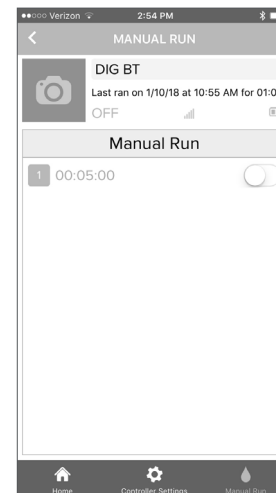 Verizon 2:54 PM
MANUAL RUN
DIG BT
Last ran on 1/10/18 at 10:55 AM for 01:0
OFF
Manual Run
1 00:05:00
Home Controller Settings Manual Run